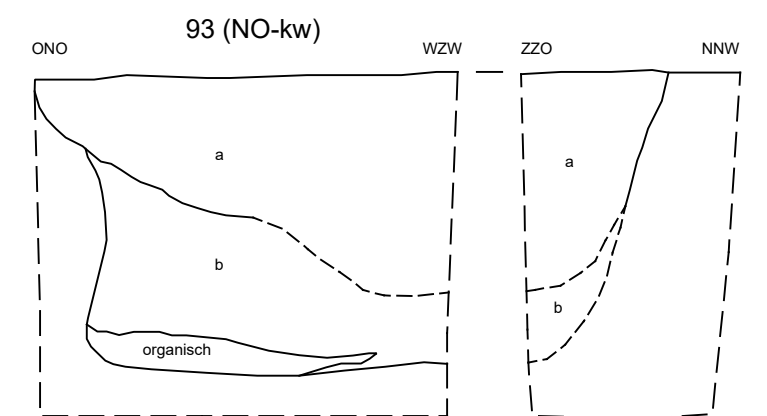 93 (NO-kw)
ONO
WZW
ZZO
NNW
a
a
b
b
organisch